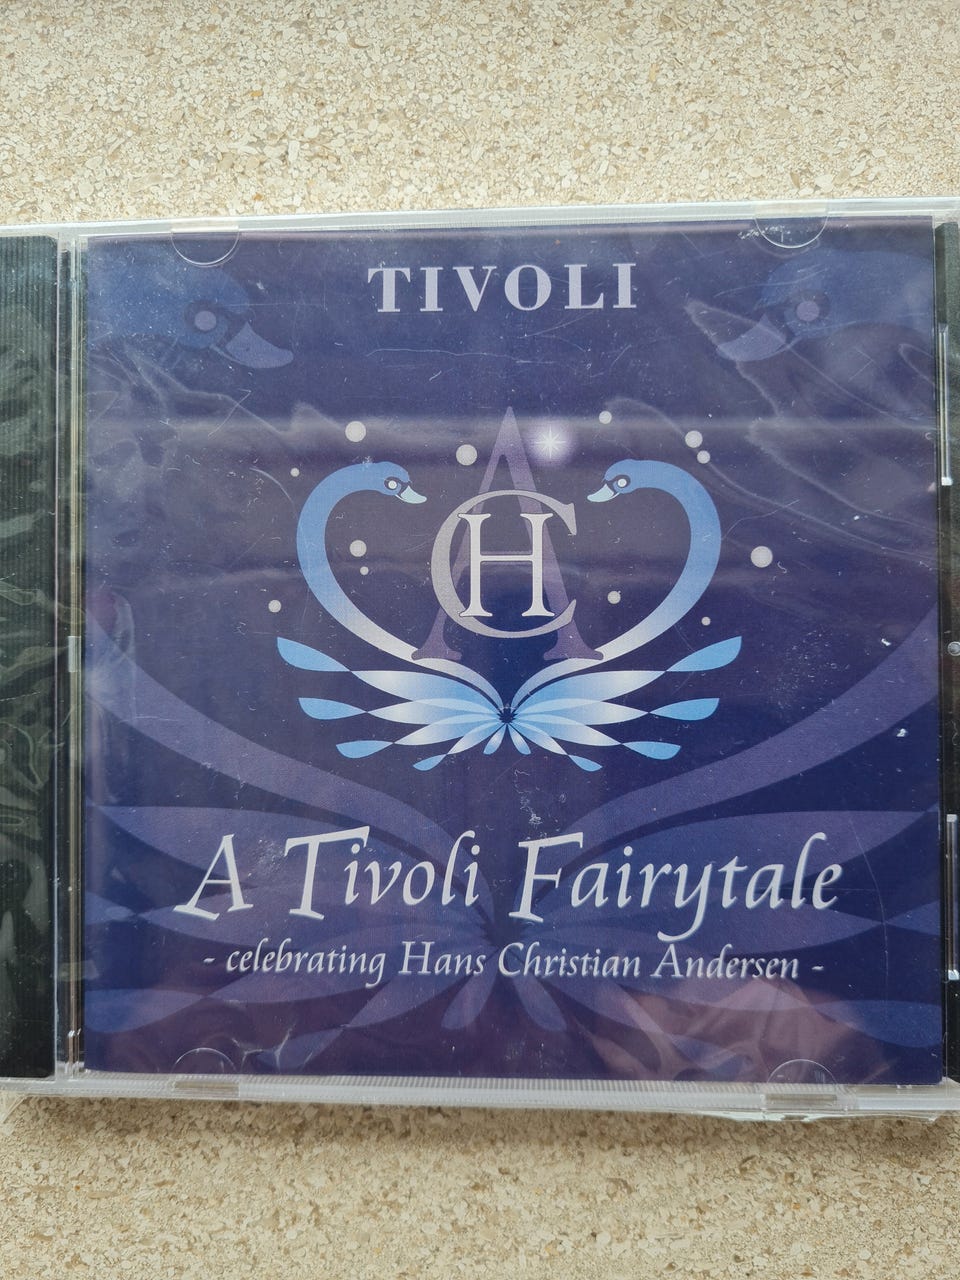 TIVOLI
HCA
A Tivoli Fairytale
- celebrating Hans Christian Andersen -